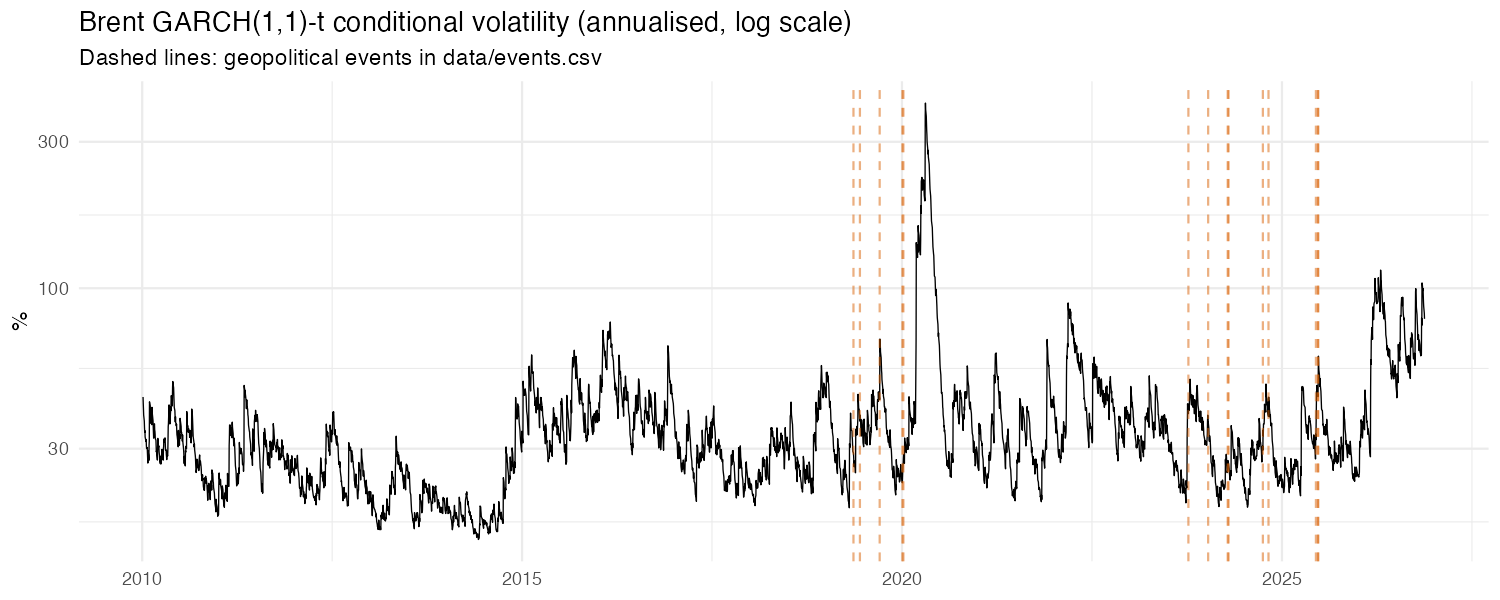 Brent GARCH(1,1)-t conditional volatility (annualised, log scale)
Dashed lines: geopolitical events in data/events.csv
300
100
30
%
2010 2015 2020 2025